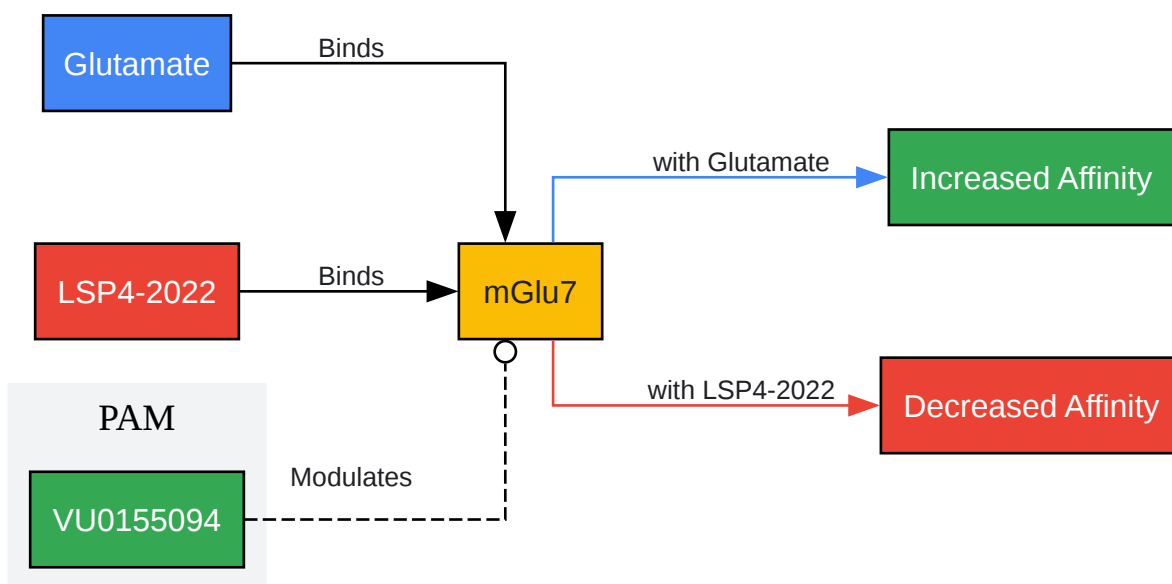 Glutamate
Binds
with Glutamate
Increased Affinity
LSP4-2022
Binds
mGlu7
with LSP4-2022
Decreased Affinity
PAM
Modulates
VU0155094